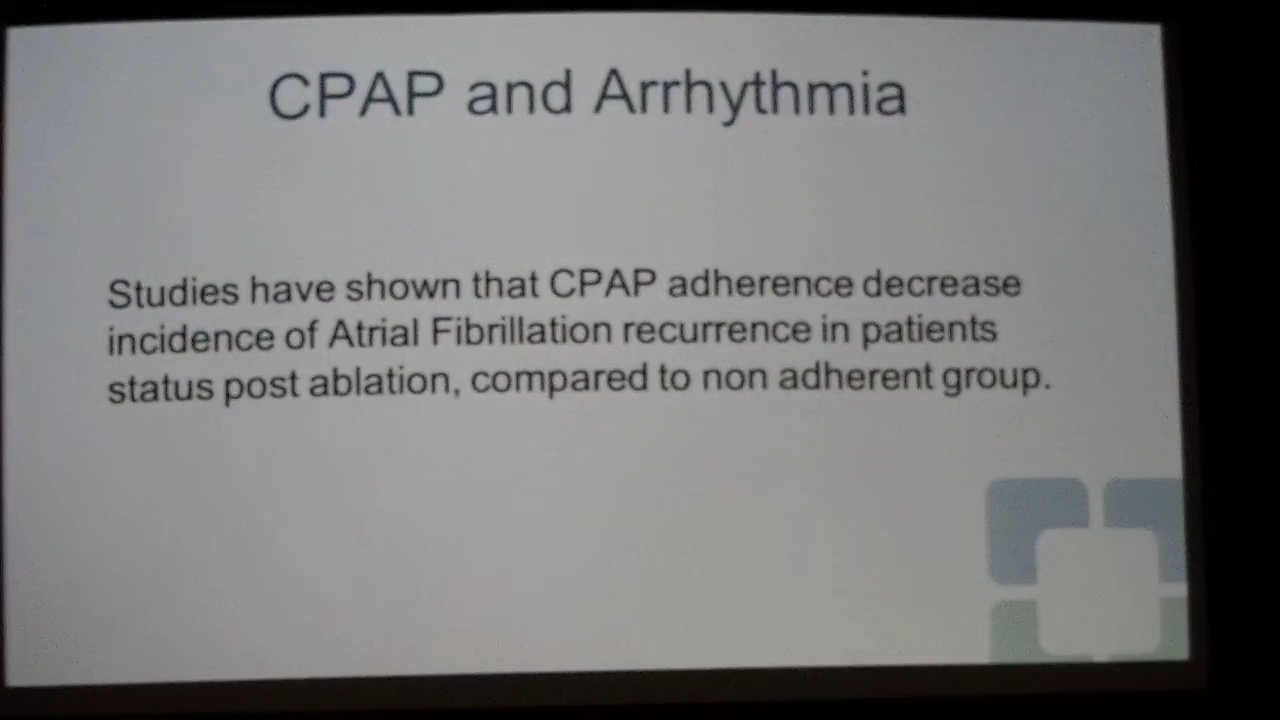 CPAP and Arrhythmia
Studies have shown that CPAP adherence decrease
incidence of Atrial Fibrillation recurrence in patients
status post ablation, compared to non adherent group.